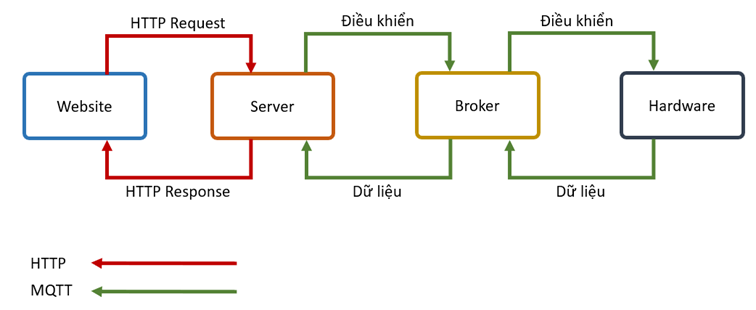 HTTP Request
Điều khiển
Điều khiển
Website
Server
Broker
Hardware
HTTP Response
Dữ liệu
Dữ liệu
HTTP
MQTT